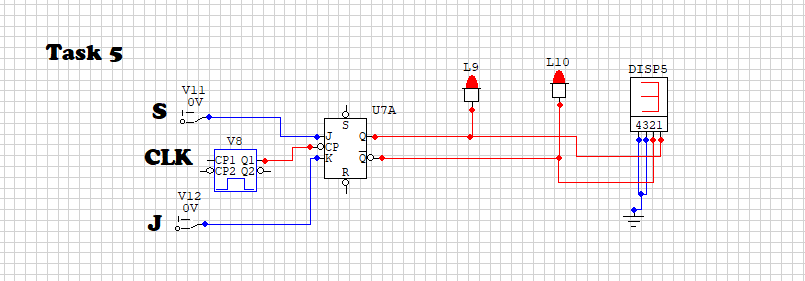 Task 5
L9
L10
DISP5
V11
0V
S
U7A
S
J Q
CP
K Q
R
4321
CLK
V8
CP1 Q1
CP2 Q2
V12
0V
J